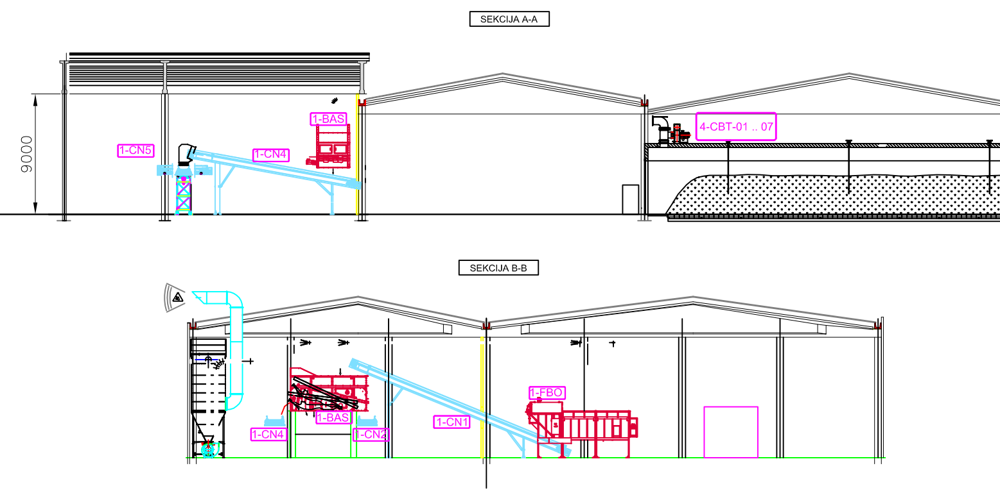 SEKCIJA A-A
1-BAS
4-CBT-01 .. 07
1-CN5
1-CN4
9000
SEKCIJA B-B
1-FBO
1-BAS
1-CN1
1-CN4
1-CN2